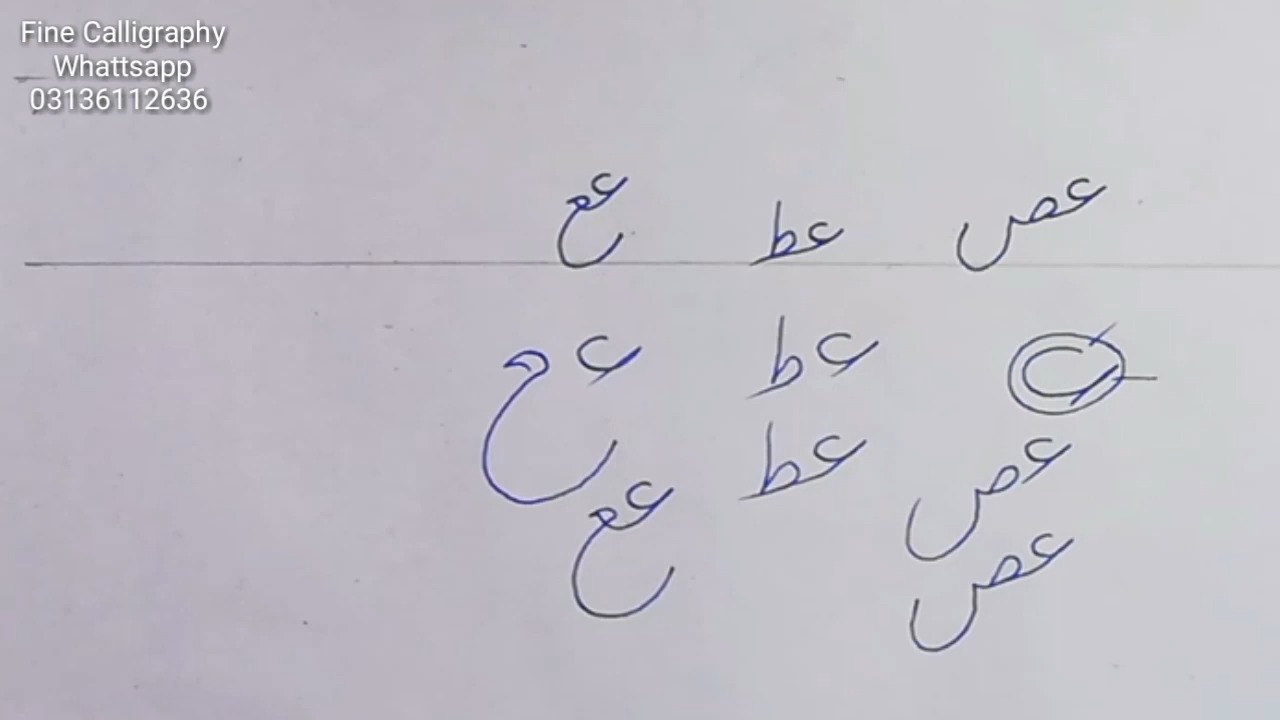 Fine Calligraphy
Whattsapp
03136112636
عص عط عع
عط
ع ط ع ع
عص عط
عص عع